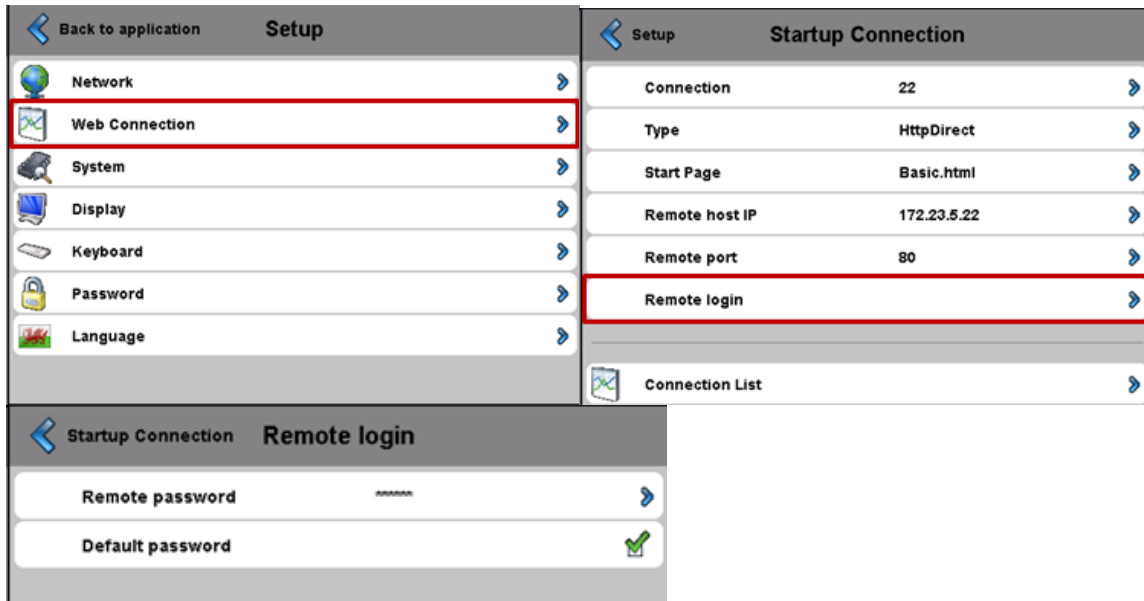 Back to application Setup
Network
Web Connection
System
Display
Keyboard
Password
Language
Setup Startup Connection
Connection 22
Type HttpDirect
Start Page Basic.html
Remote host IP 172.23.5.22
Remote port 80
Remote login
Connection List
Startup Connection Remote login
Remote password ******
Default password